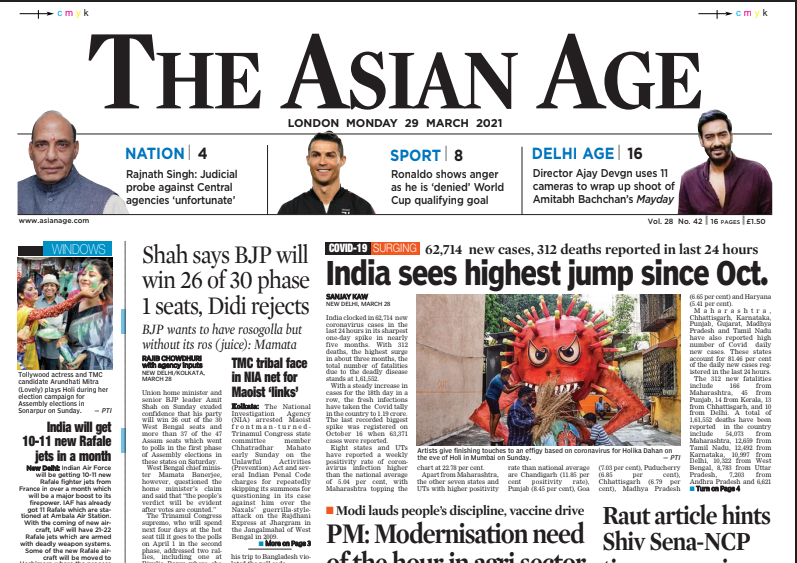 c m y k
c m y k
THE ASIAN AGE
LONDON MONDAY 29 MARCH 2021
NATION | 4
Rajnath Singh: Judicial
probe against Central
agencies ‘unfortunate’
SPORT | 8
Ronaldo shows anger
as he is ‘denied’ World
Cup qualifying goal
DELHI AGE | 16
Director Ajay Devgn uses 11
cameras to wrap up shoot of
Amitabh Bachchan’s Mayday
www.asianage.com
Vol. 28 No. 42 | 16 PAGES | £1.50
WINDOWS
Tollywood actress and TMC
candidate Arundhati Mitra
(Lovely) plays Holi during her
election campaign for
Assembly elections in
Sonarpur on Sunday. — PTI
India will get
10-11 new Rafale
jets in a month
New Delhi: Indian Air Force
will be getting 10-11 new
Rafale fighter jets from
France in over a month which
will be a major boost to its
firepower. IAF has already
got 11 Rafale which are sta-
tioned at Ambala Air Station.
With the coming of new air-
craft, IAF will have 21-22
Rafale jets which are armed
with deadly weapon systems.
Some of the new Rafale air-
craft will be moved to
Shah says BJP will
win 26 of 30 phase
1 seats, Didi rejects
BJP wants to have rosogolla but
without its ros (juice): Mamata
RAJIB CHOWDHURI
with agency inputs
NEW DELHI/KOLKATA,
MARCH 28
Union home minister and
senior BJP leader Amit
Shah on Sunday exuded
confidence that his party
will win 26 out of the 30
West Bengal seats and
more than 37 of the 47
Assam seats which went
to polls in the first phase
of Assembly elections in
these states on Saturday.
West Bengal chief minis-
ter Mamata Banerjee,
however, questioned the
home minister’s claim
and said that “the people’s
verdict will be evident
after votes are counted.”
The Trinamul Congress
supremo, who will spend
next four days at the hot
seat till it goes to the polls
on April 1 in the second
phase, addressed two ral-
lies, including one at
TMC tribal face
in NIA net for
Maoist ‘links’
Kolkata: The National
Investigation Agency
(NIA) arrested Maoist
frontman-turned-
Trinamul Congress state
committee member
Chhatradhar Mahato
early Sunday on the
Unlawful Activities
(Prevention) Act and sev-
eral Indian Penal Code
charges for repeatedly
skipping its summons for
questioning in its case
against him over the
Naxals’ guerrilla-style-
attack on the Rajdhani
Express at Jhargram in
the Jangalmahal of West
Bengal in 2009.
■ More on Page 3
his trip to Bangladesh vio-
COVID-19 SURGING 62,714 new cases, 312 deaths reported in last 24 hours
India sees highest jump since Oct.
SANJAY KAW
NEW DELHI, MARCH 28
India clocked in 62,714 new
coronavirus cases in the
last 24 hours in its sharpest
one-day spike in nearly
five months. With 312
deaths, the highest surge
in about three months, the
total number of fatalities
due to the deadly disease
stands at 1,61,552.
With a steady increase in
cases for the 18th day in a
row, the fresh infections
have taken the Covid tally
in the country to 1.19 crore.
The last recorded biggest
spike was registered on
October 16 when 63,371
cases were reported.
Eight states and UTs
have reported a weekly
positivity rate of coron-
avirus infection higher
than the national average
of 5.04 per cent, with
Maharashtra topping the
Artists give finishing touches to an effigy based on coronavirus for Holika Dahan on
the eve of Holi in Mumbai on Sunday. — PTI
chart at 22.78 per cent.
Apart from Maharashtra,
the other seven states and
UTs with higher positivity
rate than national average
are Chandigarh (11.85 per
cent positivity rate),
Punjab (8.45 per cent), Goa
(7.03 per cent), Puducherry
(6.85 per cent),
Chhattisgarh (6.79 per
cent), Madhya Pradesh
(6.65 per cent) and Haryana
(5.41 per cent).
Maharashtra,
Chhattisgarh, Karnataka,
Punjab, Gujarat, Madhya
Pradesh and Tamil Nadu
have also reported high
number of Covid daily
new cases. These states
account for 81.46 per cent
of the daily new cases reg-
istered in the last 24 hours.
The 312 new fatalities
include 166 from
Maharashtra, 45 from
Punjab, 14 from Kerala, 13
from Chhattisgarh, and 10
from Delhi. A total of
1,61,552 deaths have been
reported in the country
include 54,073 from
Maharashtra, 12,659 from
Tamil Nadu, 12,492 from
Karnataka, 10,997 from
Delhi, 10,322 from West
Bengal, 8,783 from Uttar
Pradesh, 7,203 from
Andhra Pradesh and 6,621
■ Turn on Page 4
■ Modi lauds people’s discipline, vaccine drive
PM: Modernisation need
of the hour in agri sector
Raut article hints
Shiv Sena-NCP